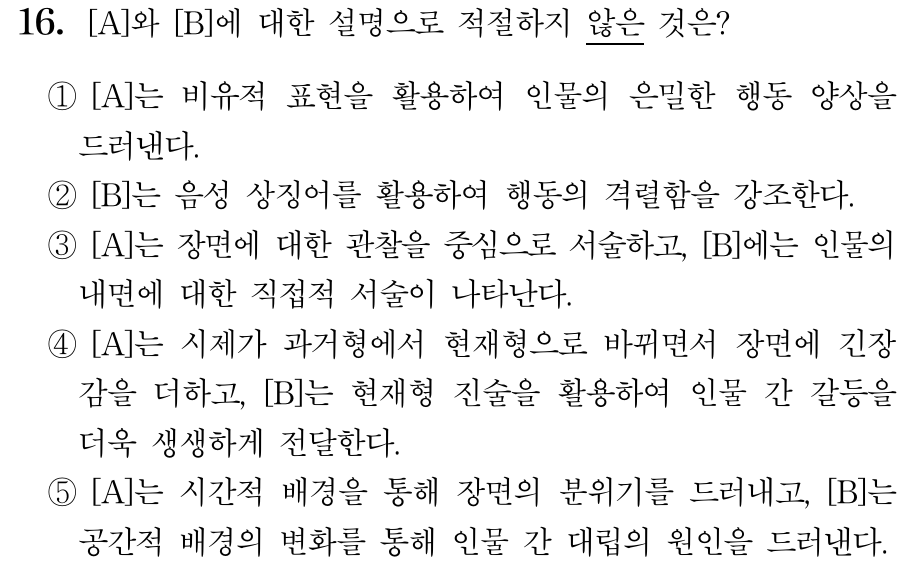 16. [A]와 [B]에 대한 설명으로 적절하지 않은 것은?
① [A]는 비유적 표현을 활용하여 인물의 은밀한 행동 양상을
드러낸다.
② [B]는 음성 상징어를 활용하여 행동의 격렬함을 강조한다.
③ [A]는 장면에 대한 관찰을 중심으로 서술하고, [B]에는 인물의
내면에 대한 직접적 서술이 나타난다.
④ [A]는 시제가 과거형에서 현재형으로 바뀌면서 장면에 긴장
감을 더하고, [B]는 현재형 진술을 활용하여 인물 간 갈등을
더욱 생생하게 전달한다.
⑤ [A]는 시간적 배경을 통해 장면의 분위기를 드러내고, [B]는
공간적 배경의 변화를 통해 인물 간 대립의 원인을 드러낸다.